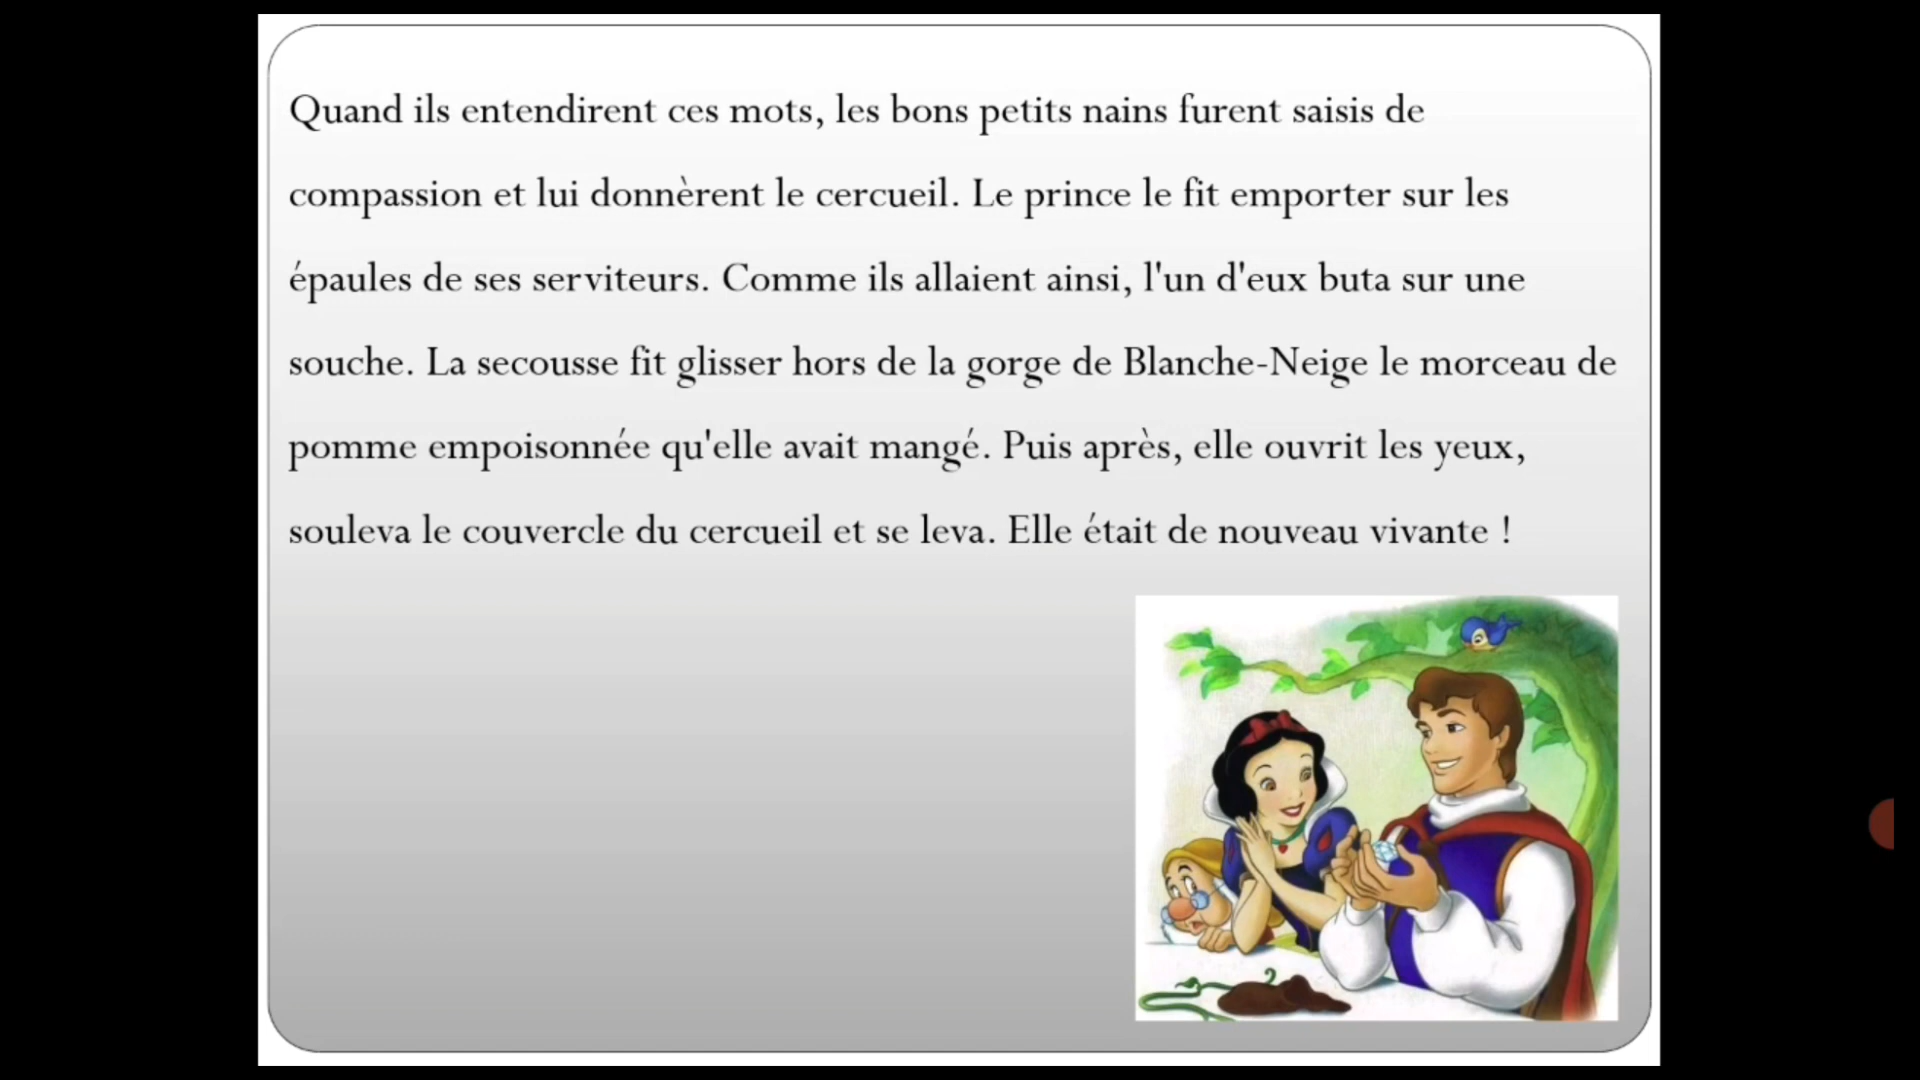 Quand ils entendirent ces mots, les bons petits nains furent saisis de
compassion et lui donnèrent le cercueil. Le prince le fit emporter sur les
épaules de ses serviteurs. Comme ils allaient ainsi, l'un d'eux buta sur une
souche. La secousse fit glisser hors de la gorge de Blanche-Neige le morceau de
pomme empoisonnée qu'elle avait mangé. Puis après, elle ouvrit les yeux,
souleva le couvercle du cercueil et se leva. Elle était de nouveau vivante !